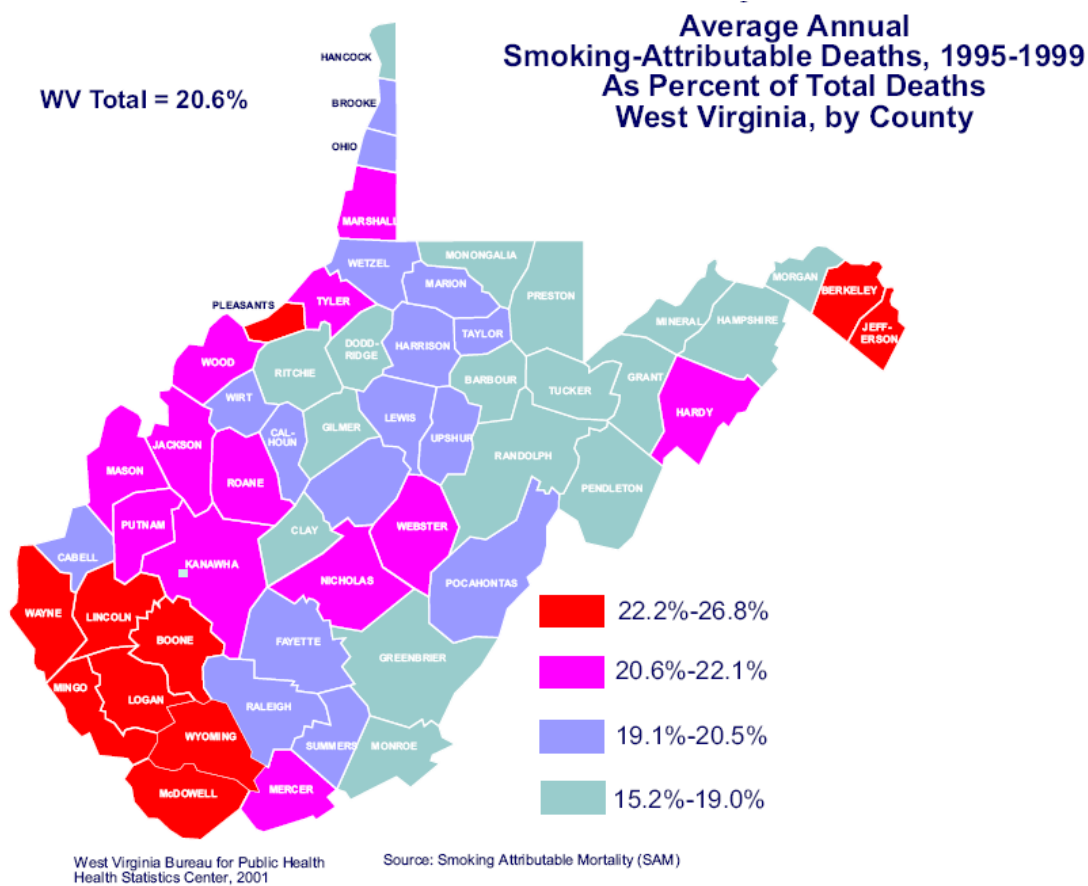 Average Annual
Smoking-Attributable Deaths, 1995-1999
As Percent of Total Deaths
West Virginia, by County
WV Total = 20.6%
HANCOCK
BROOKE
OHIO
MARSHALL
WETZEL
MONONGALIA
MARION
PRESTON
MORGAN
BERKELEY
JEFF-
ERSON
MINERAL
HAMPSHIRE
PLEASANTS
TYLER
DODD-
RIDGE
HARRISON
TAYLOR
WOOD
RITCHIE
BARBOUR
TUCKER
GRANT
HARDY
WIRT
LEWIS
CAL-
HOUN
GILMER
UPSHUR
RANDOLPH
PENDLETON
JACKSON
MASON
ROANE
PUTNAM
CLAY
WEBSTER
CABELL
KANAWHA
NICHOLAS
POCAHONTAS
WAYNE
LINCOLN
BOONE
FAYETTE
GREENBRIER
MINGO
LOGAN
RALEIGH
WYOMING
SUMMERS
MONROE
McDOWELL
MERCER
22.2%-26.8%
20.6%-22.1%
19.1%-20.5%
15.2%-19.0%
West Virginia Bureau for Public Health
Health Statistics Center, 2001
Source: Smoking Attributable Mortality (SAM)